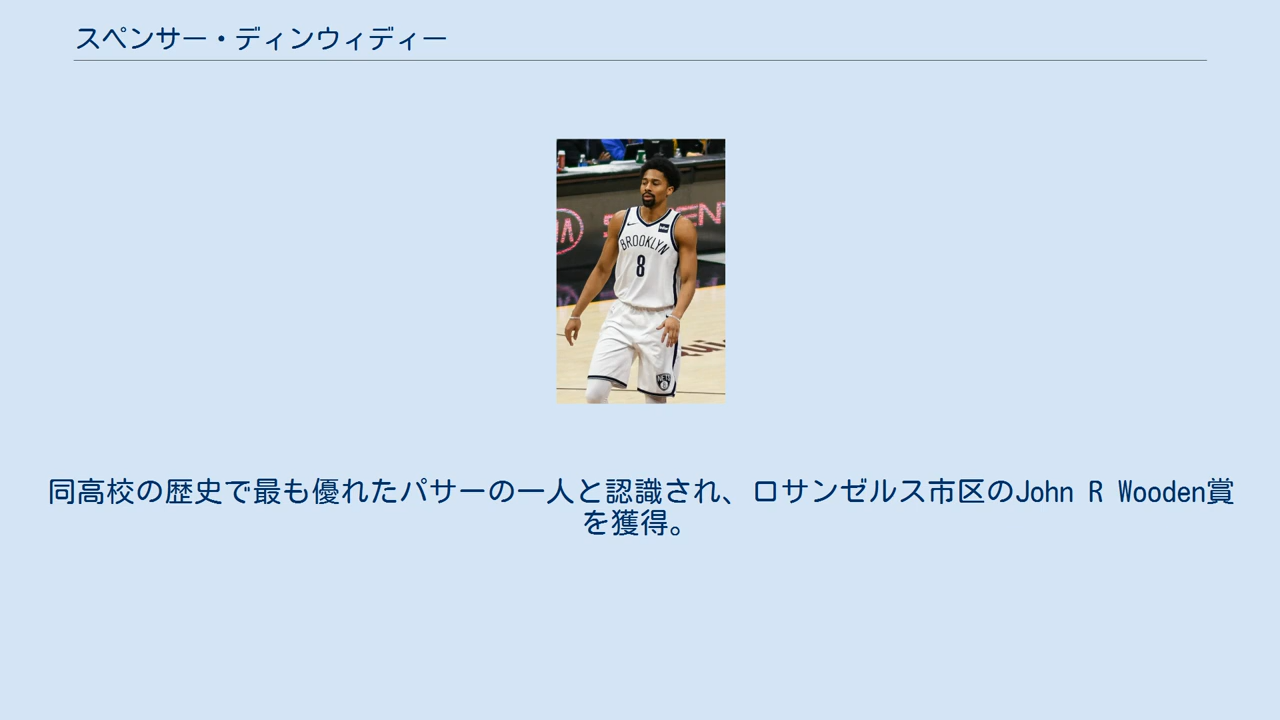 スペンサー・ディンウィディー
BROOKLYN
8
NETS
同高校の歴史で最も優れたパサーの一人と認識され、ロサンゼルス市区のJohn R Wooden賞
を獲得。